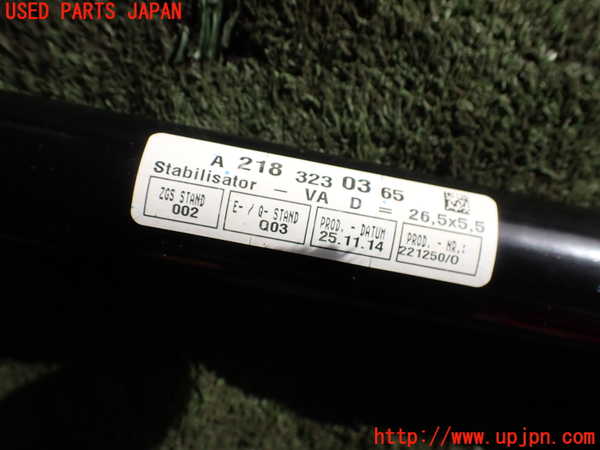 USED PARTS JAPAN
A 218 323 03 65
Stabilisator - VA D = 26,5x5,5
ZGS STAND
002
E- / Q- STAND
Q03
PROD. - DATUM
25.11.14
PROD. - NR.:
221250/0
http://www.upjpn.com/